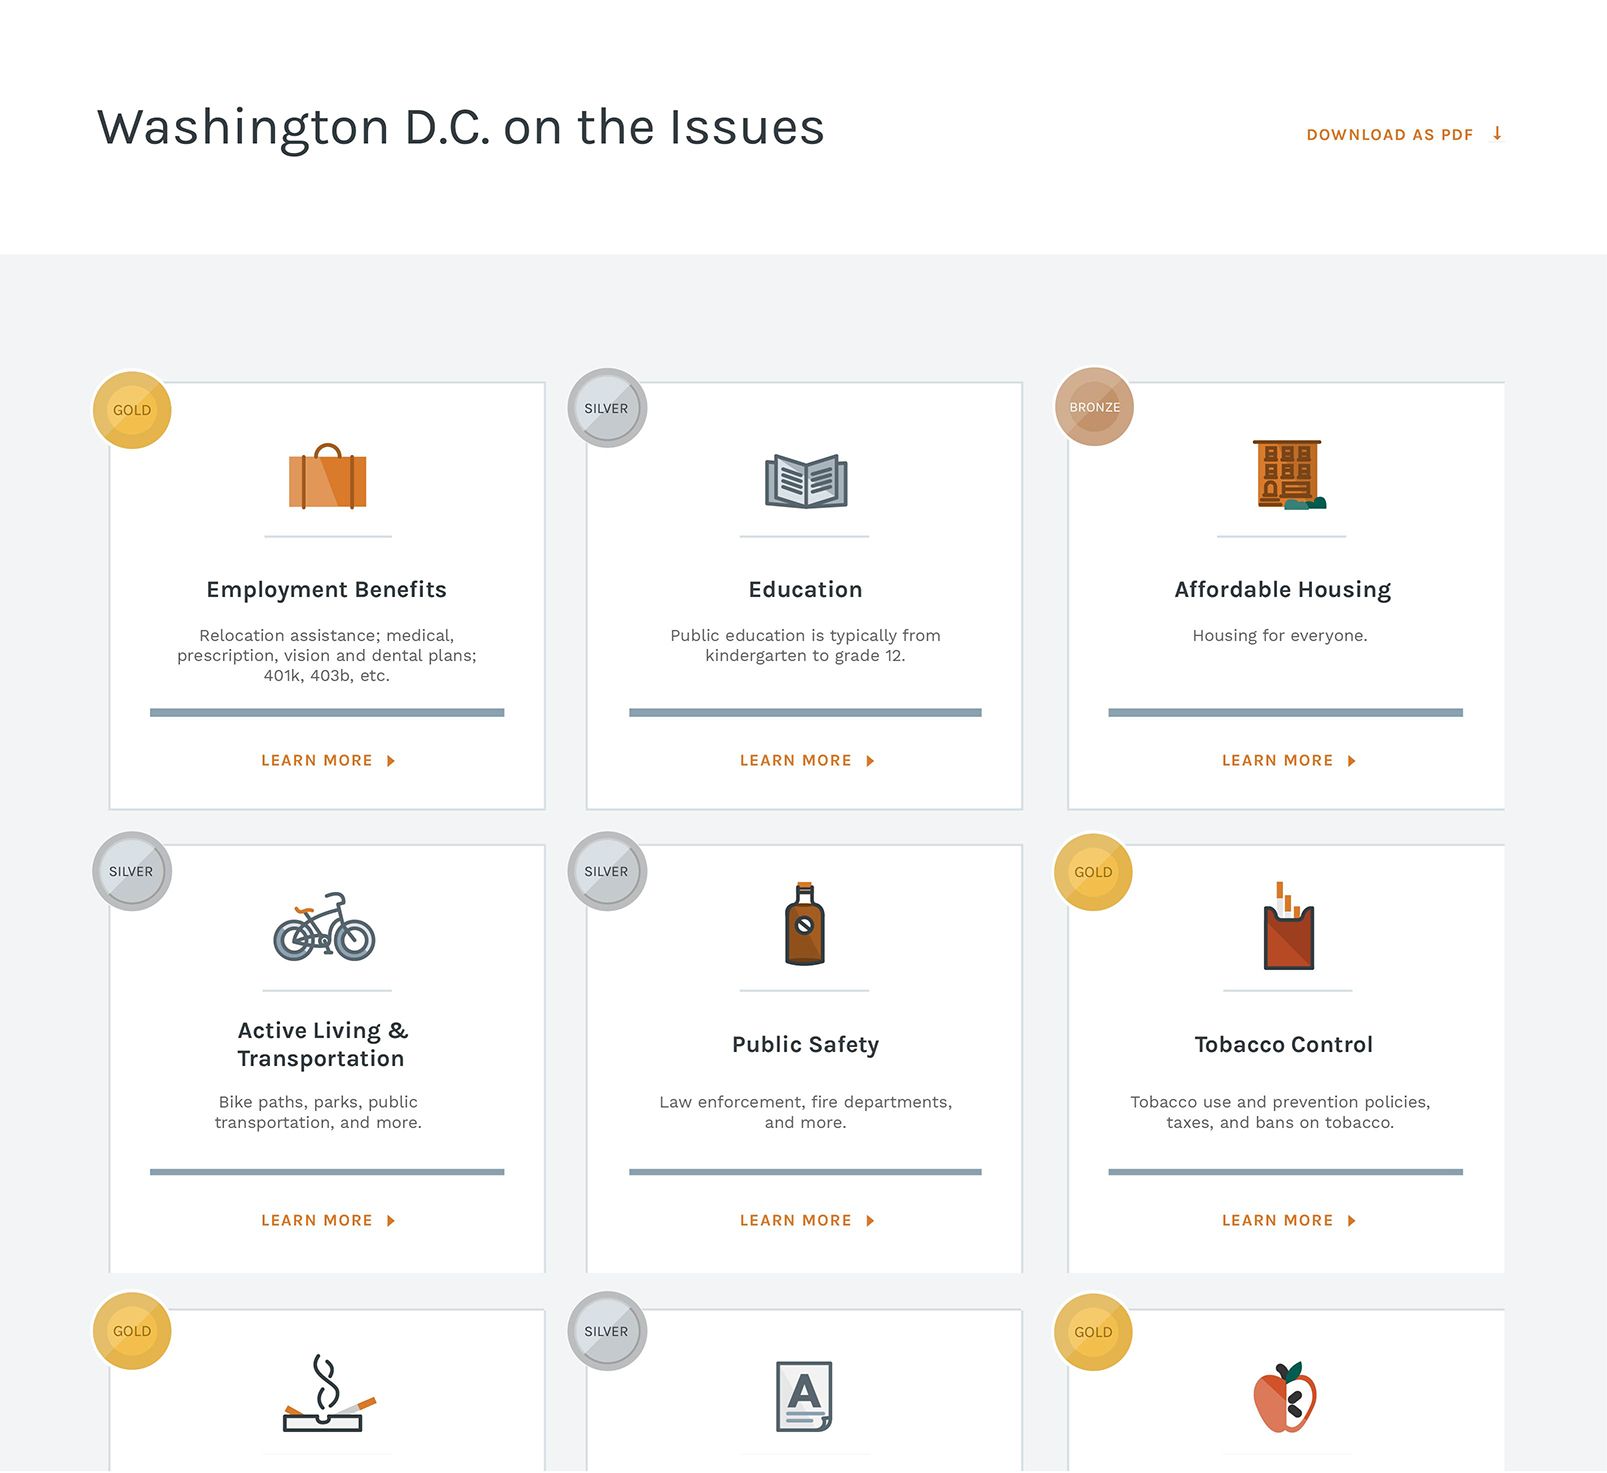 Washington D.C. on the Issues
DOWNLOAD AS PDF
GOLD
Employment Benefits
Relocation assistance; medical,
prescription, vision and dental plans;
401k, 403b, etc.
LEARN MORE
SILVER
Education
Public education is typically from
kindergarten to grade 12.
LEARN MORE
BRONZE
Affordable Housing
Housing for everyone.
LEARN MORE
SILVER
Active Living &
Transportation
Bike paths, parks, public
transportation, and more.
LEARN MORE
SILVER
Public Safety
Law enforcement, fire departments,
and more.
LEARN MORE
GOLD
Tobacco Control
Tobacco use and prevention policies,
taxes, and bans on tobacco.
LEARN MORE
GOLD
SILVER
A
GOLD